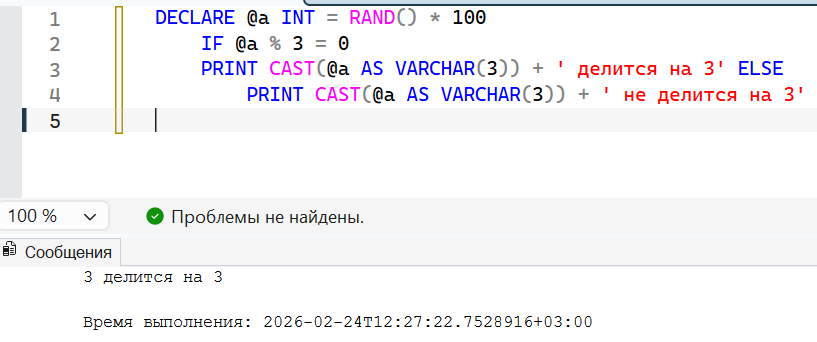 1 DECLARE @a INT = RAND() * 100
2 IF @a % 3 = 0
3 PRINT CAST(@a AS VARCHAR(3)) + ' делится на 3' ELSE
4 PRINT CAST(@a AS VARCHAR(3)) + ' не делится на 3'
5
100 % Проблемы не найдены.
Сообщения
3 делится на 3
Время выполнения: 2026-02-24T12:27:22.7528916+03:00